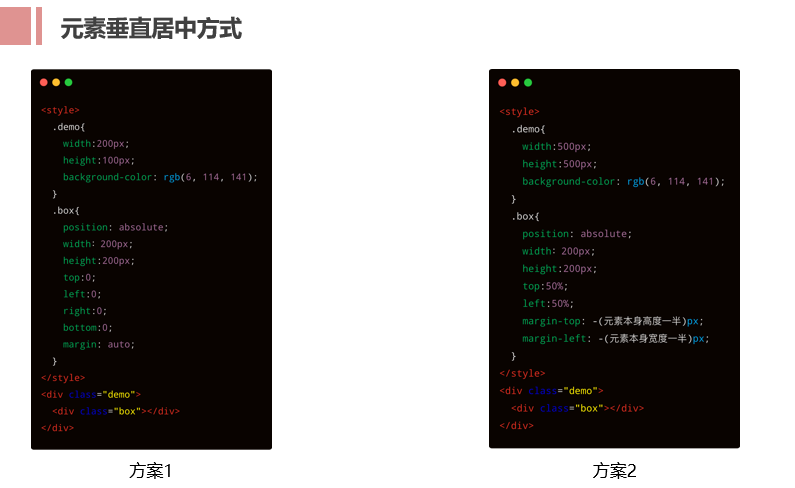 元素垂直居中方式
<style>
.demo{
width:200px;
height:100px;
background-color: rgb(6, 114, 141);
}
.box{
position: absolute;
width: 200px;
height:200px;
top:0;
left:0;
right:0;
bottom:0;
margin: auto;
}
</style>
<div class="demo">
<div class="box"></div>
</div>
方案1
<style>
.demo{
width:500px;
height:500px;
background-color: rgb(6, 114, 141);
}
.box{
position: absolute;
width: 200px;
height:200px;
top:50%;
left:50%;
margin-top: -(元素本身高度一半)px;
margin-left: -(元素本身宽度一半)px;
}
</style>
<div class="demo">
<div class="box"></div>
</div>
方案2